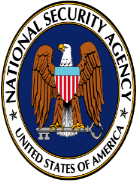 NATIONAL SECURITY AGENCY
UNITED STATES OF AMERICA